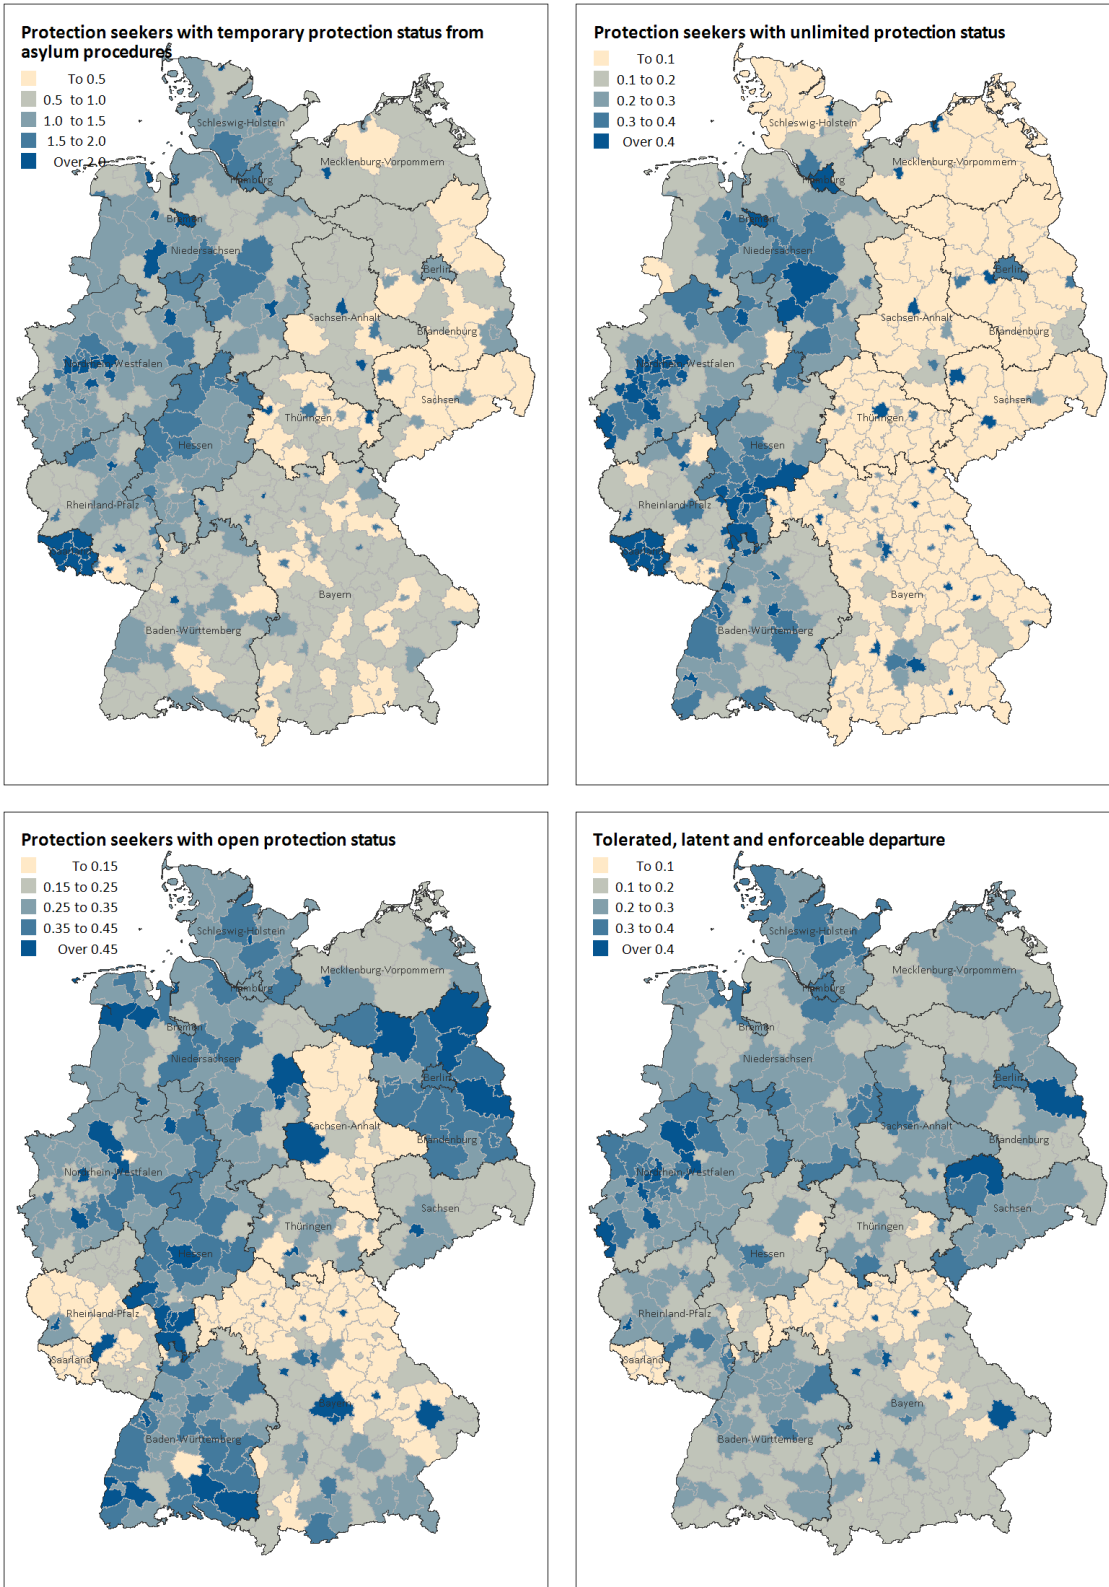 Protection seekers with temporary protection status from
asylum procedures
To 0.5
0.5 to 1.0
1.0 to 1.5
1.5 to 2.0
Over 2.0
Schleswig-Holstein
Mecklenburg-Vorpommern
Hamburg
Bremen
Niedersachsen
Berlin
Sachsen-Anhalt
Brandenburg
Nordrhein-Westfalen
Sachsen
Thüringen
Hessen
Rheinland-Pfalz
Bayern
Baden-Württemberg
Protection seekers with unlimited protection status
To 0.1
0.1 to 0.2
0.2 to 0.3
0.3 to 0.4
Over 0.4
Schleswig-Holstein
Mecklenburg-Vorpommern
Hamburg
Bremen
Niedersachsen
Berlin
Sachsen-Anhalt
Brandenburg
Nordrhein-Westfalen
Sachsen
Thüringen
Hessen
Rheinland-Pfalz
Bayern
Baden-Württemberg
Protection seekers with open protection status
To 0.15
0.15 to 0.25
0.25 to 0.35
0.35 to 0.45
Over 0.45
Schleswig-Holstein
Mecklenburg-Vorpommern
Hamburg
Bremen
Niedersachsen
Berlin
Sachsen-Anhalt
Brandenburg
Nordrhein-Westfalen
Sachsen
Thüringen
Hessen
Rheinland-Pfalz
Saarland
Bayern
Baden-Württemberg
Tolerated, latent and enforceable departure
To 0.1
0.1 to 0.2
0.2 to 0.3
0.3 to 0.4
Over 0.4
Schleswig-Holstein
Mecklenburg-Vorpommern
Hamburg
Bremen
Niedersachsen
Berlin
Sachsen-Anhalt
Brandenburg
Nordrhein-Westfalen
Sachsen
Thüringen
Hessen
Rheinland-Pfalz
Saarland
Bayern
Baden-Württemberg